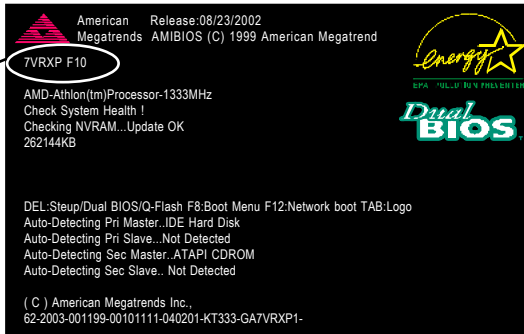 American Release:08/23/2002
Megatrends AMIBIOS (C) 1999 American Megatrend
energy
EPA POLLUTION PREVENTER
7VRXP F10
Dual
BIOS
AMD-Athlon(tm)Processor-1333MHz
Check System Health !
Checking NVRAM...Update OK
262144KB
DEL:Steup/Dual BIOS/Q-Flash F8:Boot Menu F12:Network boot TAB:Logo
Auto-Detecting Pri Master..IDE Hard Disk
Auto-Detecting Pri Slave...Not Detected
Auto-Detecting Sec Master..ATAPI CDROM
Auto-Detecting Sec Slave.. Not Detected
( C ) American Megatrends Inc.,
62-2003-001199-00101111-040201-KT333-GA7VRXP1-